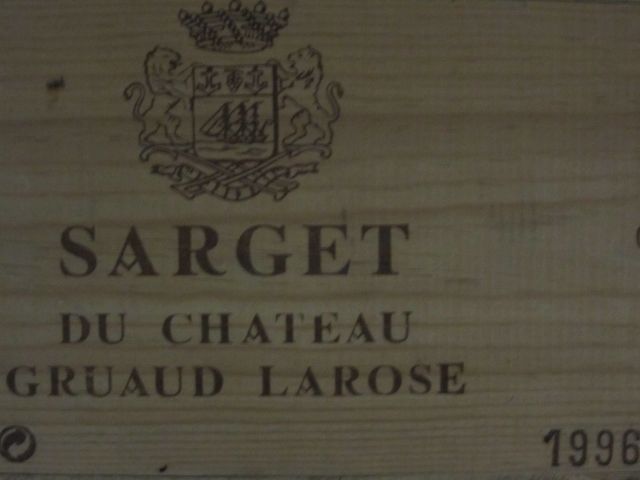 SARGET
DU CHATEAU
GRUAUD LAROSE
1996